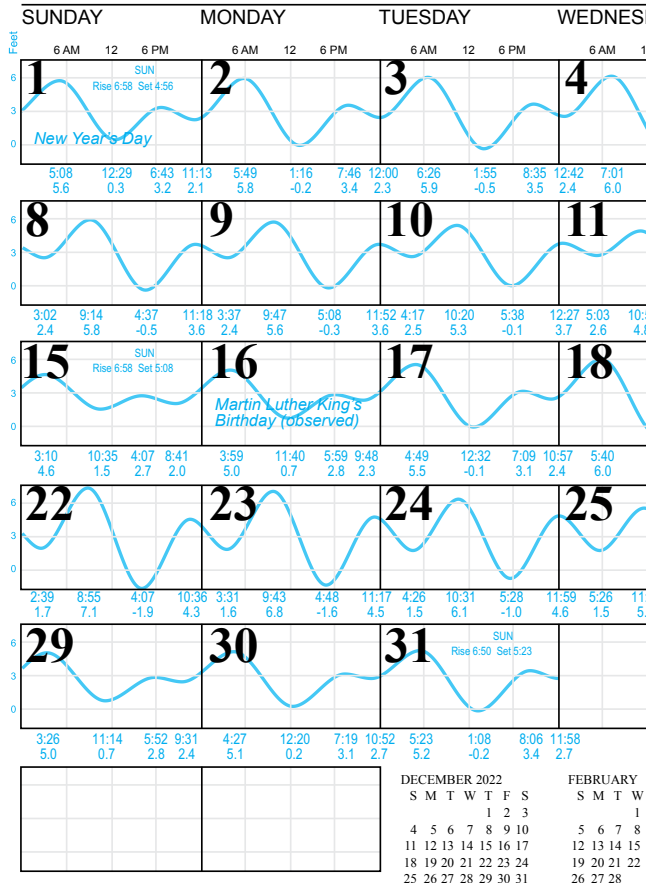 SUNDAY MONDAY TUESDAY WEDNES
Feet
6 AM 12 6 PM 6 AM 12 6 PM 6 AM 12 6 PM 6 AM
1 2 3 4
SUN
Rise 6:58 Set 4:56
6
3
0
New Year's Day
5:08 12:29 6:43 11:13 5:49 1:16 7:46 12:00 6:26 1:55 8:35 12:42 7:01
5.6 0.3 3.2 2.1 5.8 -0.2 3.4 2.3 5.9 -0.5 3.5 2.4 6.0
8 9 10 11
6
3
0
3:02 9:14 4:37 11:18 3:37 9:47 5:08 11:52 4:17 10:20 5:38 12:27 5:03 10:
2.4 5.8 -0.5 3.6 2.4 5.6 -0.3 3.6 2.5 5.3 -0.1 3.7 2.6 4.8
15 16 17 18
SUN
Rise 6:58 Set 5:08
6
3
0
Martin Luther King's
Birthday (observed)
3:10 10:35 4:07 8:41 3:59 11:40 5:59 9:48 4:49 12:32 7:09 10:57 5:40
4.6 1.5 2.7 2.0 5.0 0.7 2.8 2.3 5.5 -0.1 3.1 2.4 6.0
22 23 24 25
6
3
0
2:39 8:55 4:07 10:36 3:31 9:43 4:48 11:17 4:26 10:31 5:28 11:59 5:26 11:
1.7 7.1 -1.9 4.3 1.6 6.8 -1.6 4.5 1.5 6.1 -1.0 4.6 1.5 5.
29 30 31
SUN
Rise 6:50 Set 5:23
6
3
0
3:26 11:14 5:52 9:31 4:27 12:20 7:19 10:52 5:23 1:08 8:06 11:58
5.0 0.7 2.8 2.4 5.1 0.2 3.1 2.7 5.2 -0.2 3.4 2.7
DECEMBER 2022 FEBRUARY
S M T W T F S S M T W
1 2 3 1
4 5 6 7 8 9 10 5 6 7 8
11 12 13 14 15 16 17 12 13 14 15
18 19 20 21 22 23 24 19 20 21 22
25 26 27 28 29 30 31 26 27 28